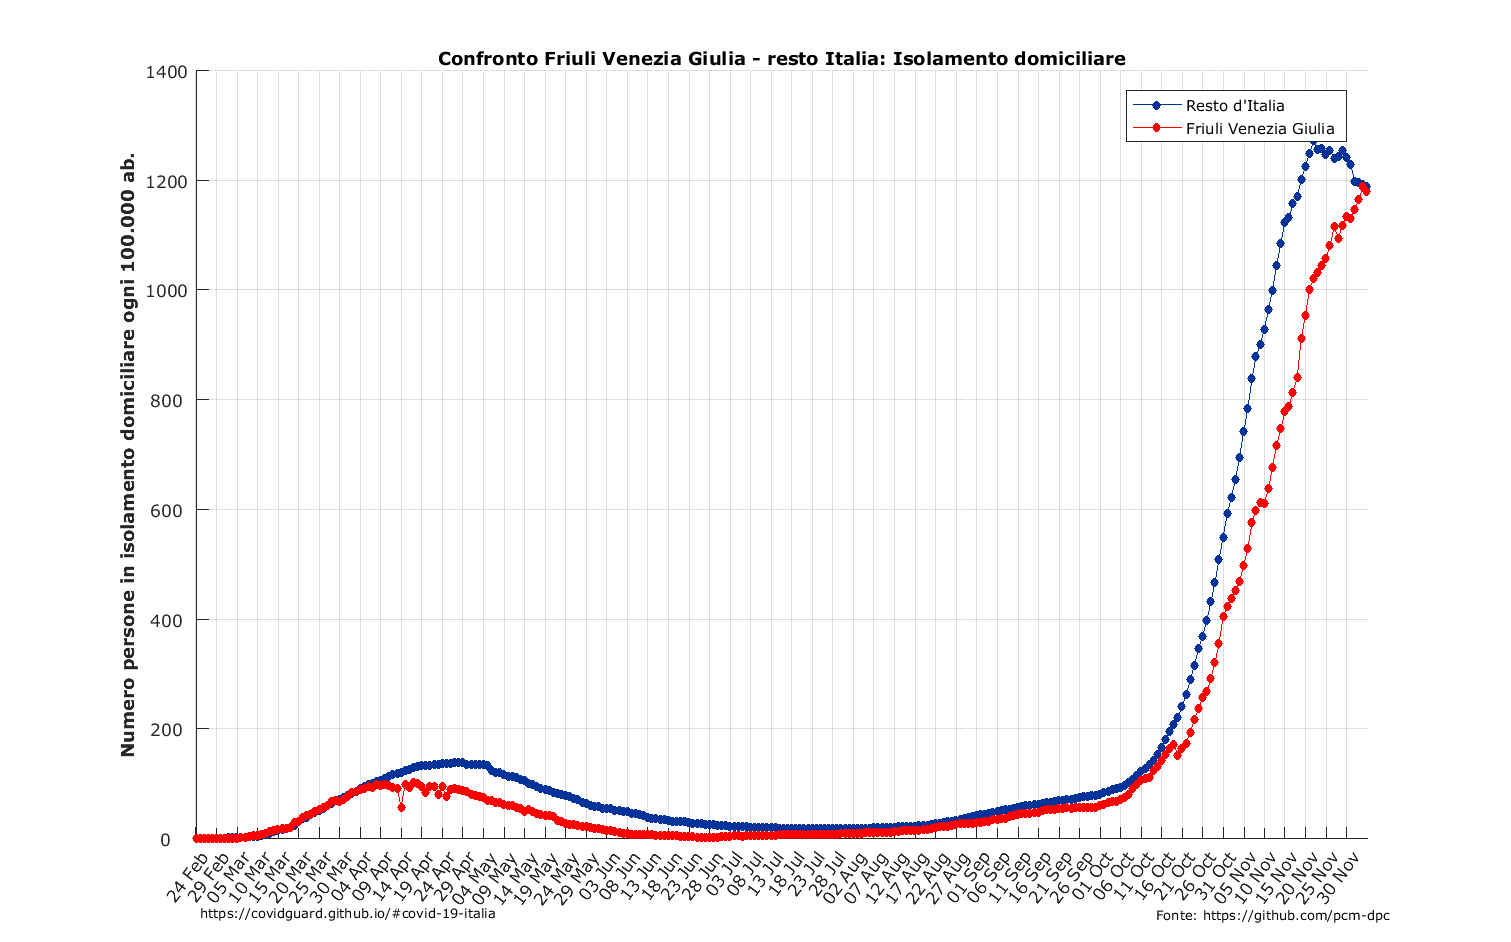 Confronto Friuli Venezia Giulia - resto Italia: Isolamento domiciliare
Resto d'Italia
Friuli Venezia Giulia
Numero persone in isolamento domiciliare ogni 100.000 ab.
1400
1200
1000
800
600
400
200
0
24 Feb
29 Feb
05 Mar
10 Mar
15 Mar
20 Mar
25 Mar
30 Mar
04 Apr
09 Apr
14 Apr
19 Apr
24 Apr
29 Apr
04 May
09 May
14 May
19 May
24 May
29 May
03 Jun
08 Jun
13 Jun
18 Jun
23 Jun
28 Jun
03 Jul
08 Jul
13 Jul
18 Jul
23 Jul
28 Jul
02 Aug
07 Aug
12 Aug
17 Aug
22 Aug
27 Aug
01 Sep
06 Sep
11 Sep
16 Sep
21 Sep
26 Sep
01 Oct
06 Oct
11 Oct
16 Oct
21 Oct
26 Oct
31 Oct
05 Nov
10 Nov
15 Nov
20 Nov
25 Nov
30 Nov
https://covidguard.github.io/#covid-19-italia
Fonte: https://github.com/pcm-dpc